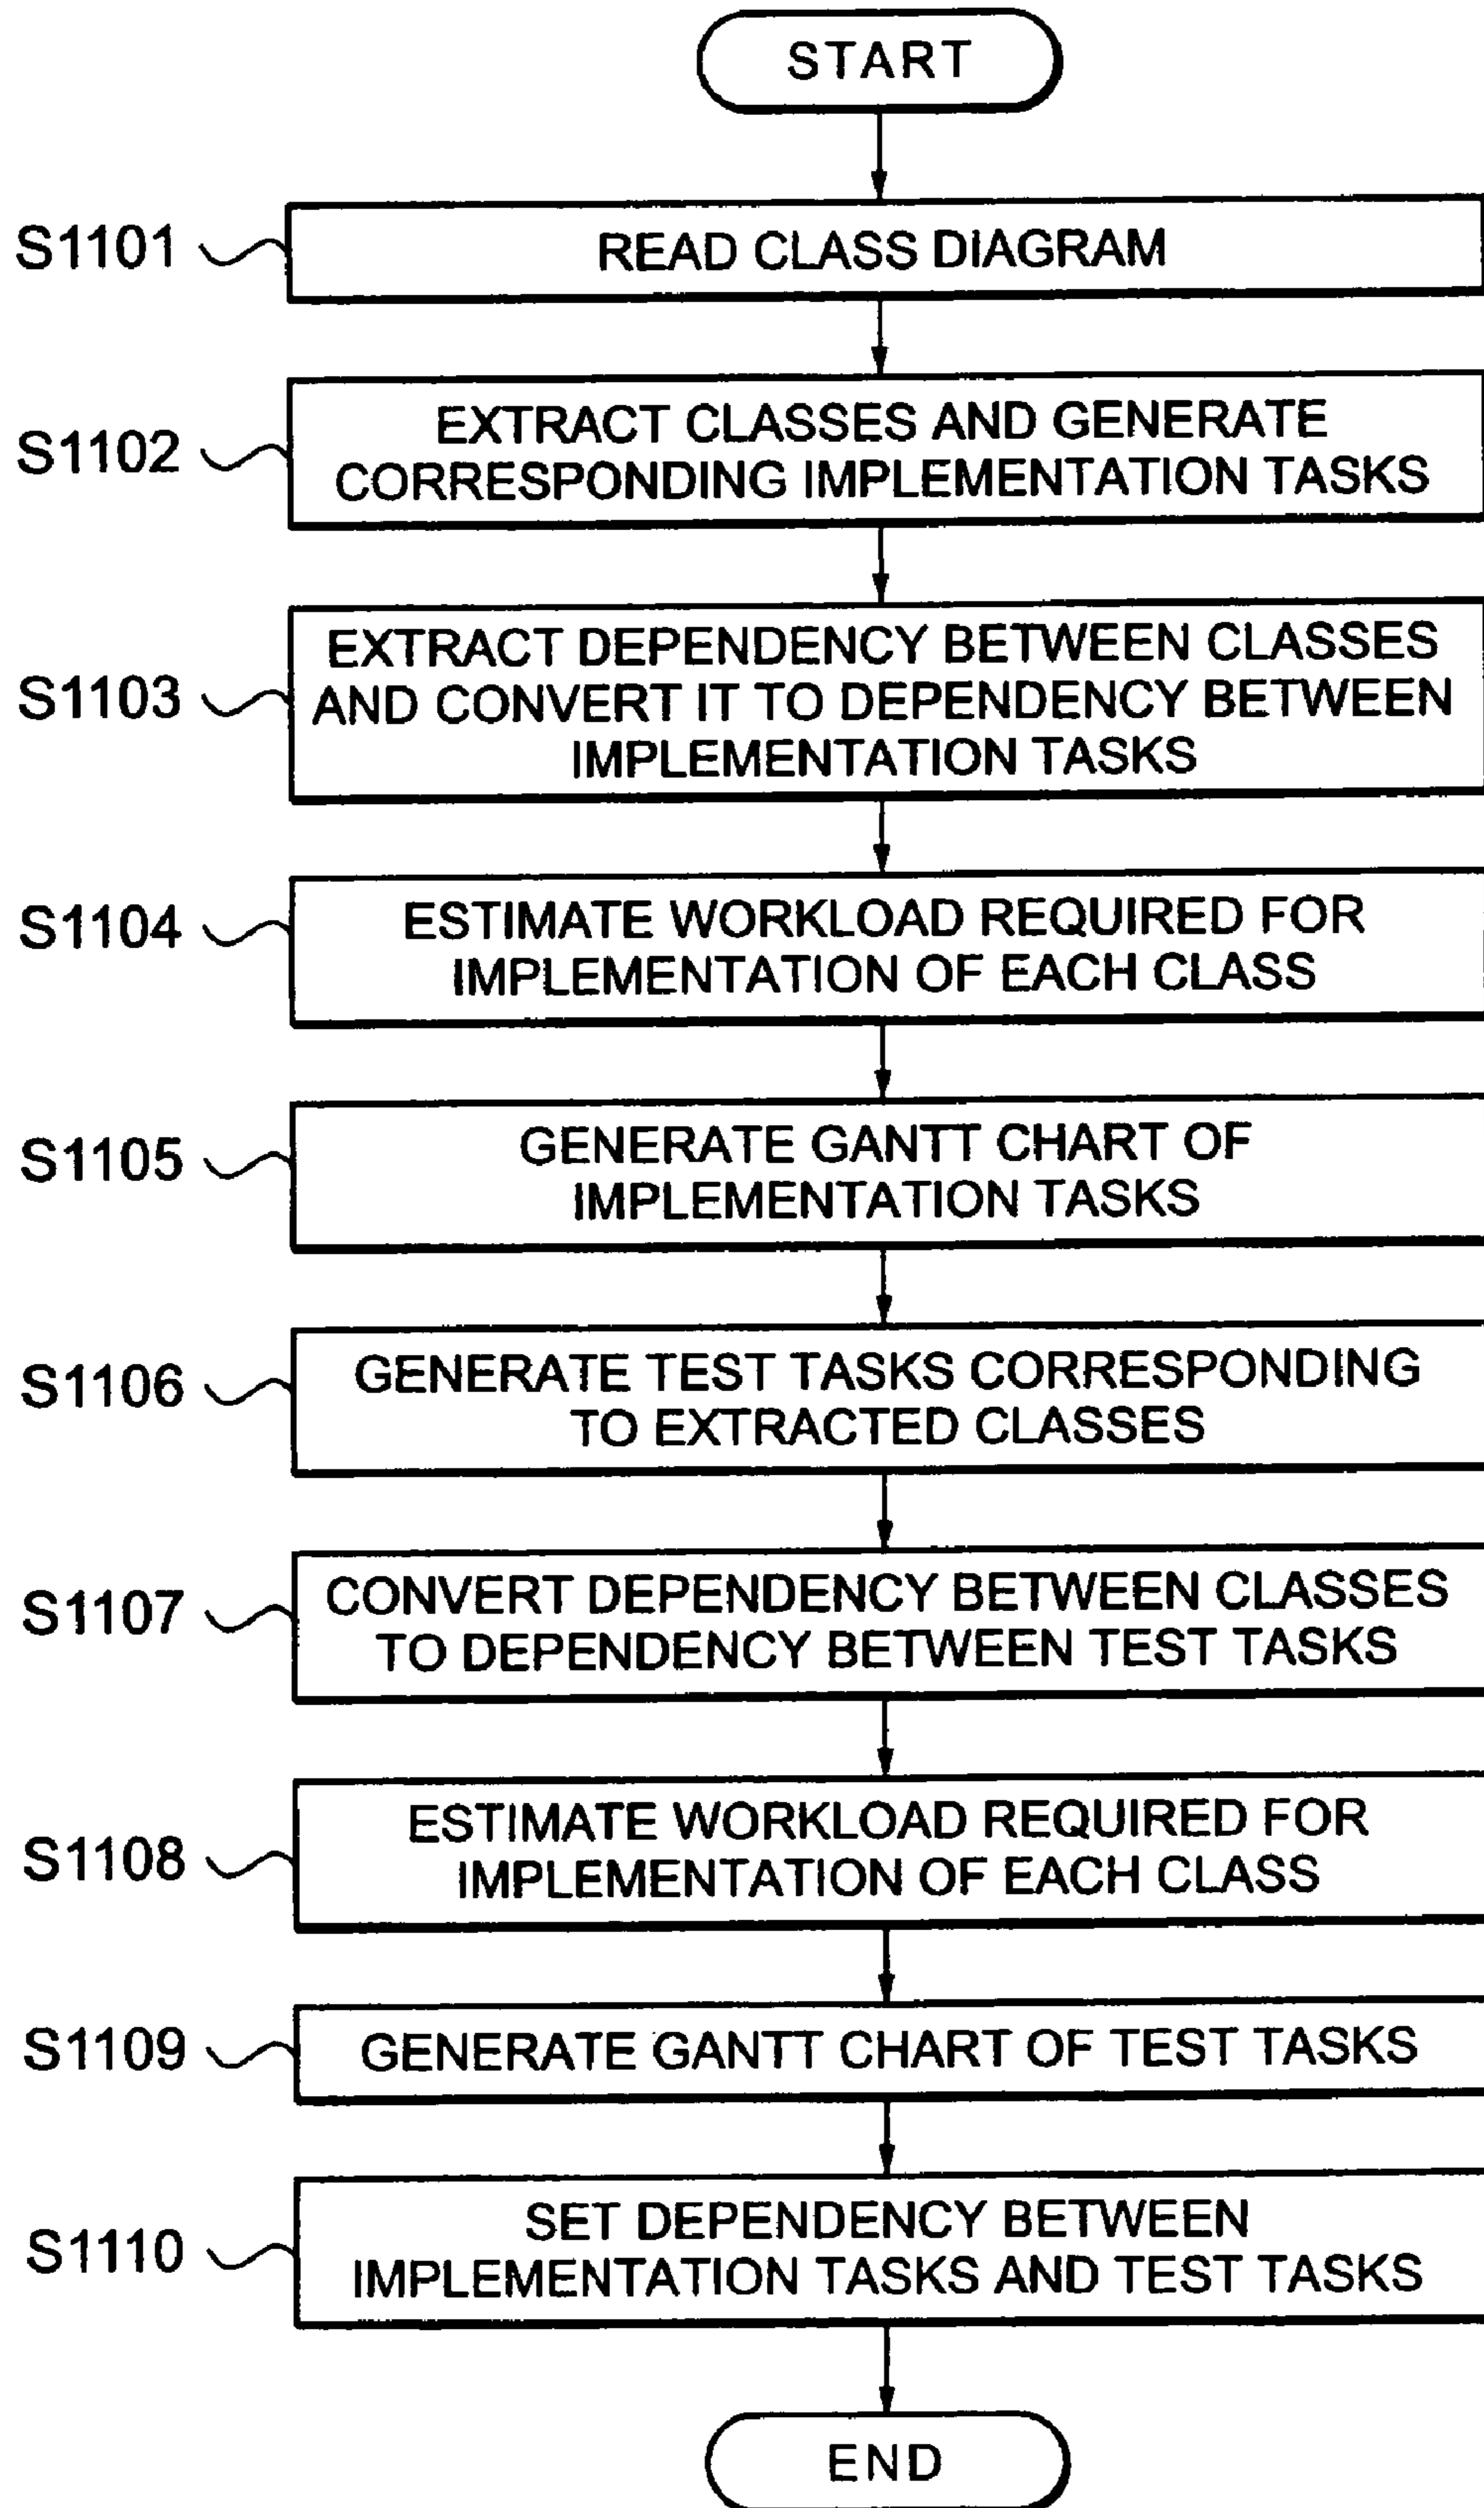 START
S1101
READ CLASS DIAGRAM
S1102
EXTRACT CLASSES AND GENERATE
CORRESPONDING IMPLEMENTATION TASKS
S1103
EXTRACT DEPENDENCY BETWEEN CLASSES
AND CONVERT IT TO DEPENDENCY BETWEEN
IMPLEMENTATION TASKS
S1104
ESTIMATE WORKLOAD REQUIRED FOR
IMPLEMENTATION OF EACH CLASS
S1105
GENERATE GANTT CHART OF
IMPLEMENTATION TASKS
S1106
GENERATE TEST TASKS CORRESPONDING
TO EXTRACTED CLASSES
S1107
CONVERT DEPENDENCY BETWEEN CLASSES
TO DEPENDENCY BETWEEN TEST TASKS
S1108
ESTIMATE WORKLOAD REQUIRED FOR
IMPLEMENTATION OF EACH CLASS
S1109
GENERATE GANTT CHART OF TEST TASKS
S1110
SET DEPENDENCY BETWEEN
IMPLEMENTATION TASKS AND TEST TASKS
END